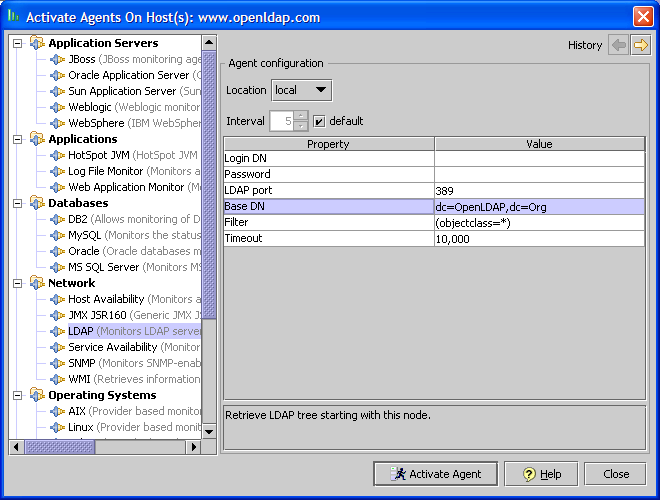 Activate Agents On Host(s): www.openldap.com
Application Servers
JBoss (JBoss monitoring age
Oracle Application Server (O
Sun Application Server (Sun
Weblogic (Weblogic monitor
WebSphere (IBM WebSphere
Applications
HotSpot JVM (HotSpot JVM
Log File Monitor (Log File
Web Application Monitor (M
Databases
DB2 (Allows monitoring of D
MySQL (Monitors the status
Oracle (Oracle databases m
MS SQL Server (Monitors MS
Network
Host Availability (Monitors a
JMX JSR160 (Generic JMX JS
LDAP (Monitors LDAP server
Service Availability (Monitors
SNMP (Monitors SNMP-enab
WMI (Retrieves information
Operating Systems
AIX (Provider based monito
Linux (Provider based monit
History
Agent configuration
Location local
Interval 5 default
Property Value
Login DN
Password
LDAP port 389
Base DN dc=OpenLDAP,dc=Org
Filter (objectclass=*)
Timeout 10,000
Retrieve LDAP tree starting with this node.
Activate Agent Help Close